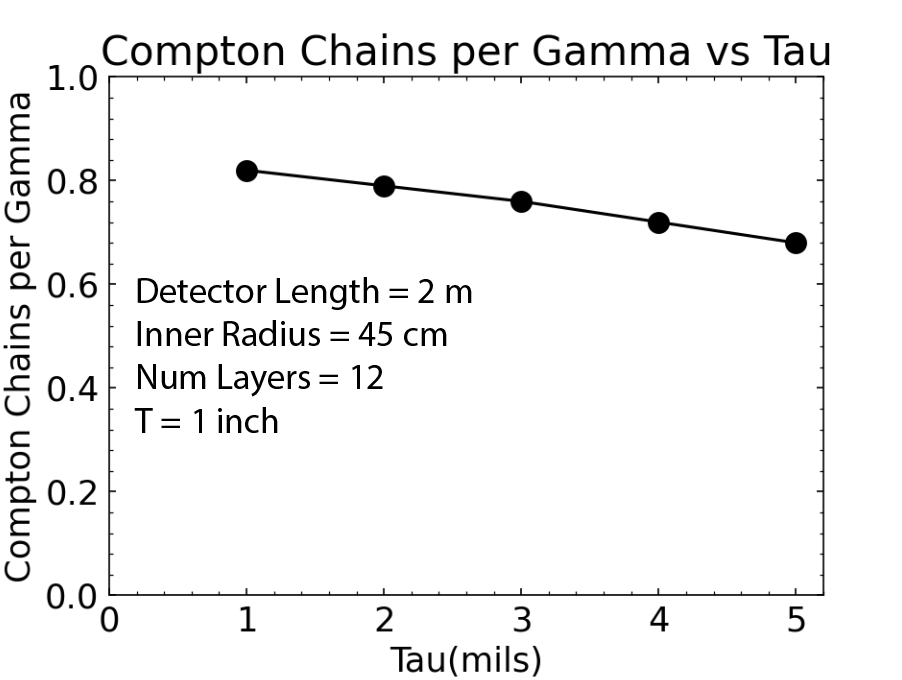 Compton Chains per Gamma vs Tau
Compton Chains per Gamma
1.0
0.8
0.6
0.4
0.2
0.0
Detector Length = 2 m
Inner Radius = 45 cm
Num Layers = 12
T = 1 inch
0 1 2 3 4 5
Tau(mils)